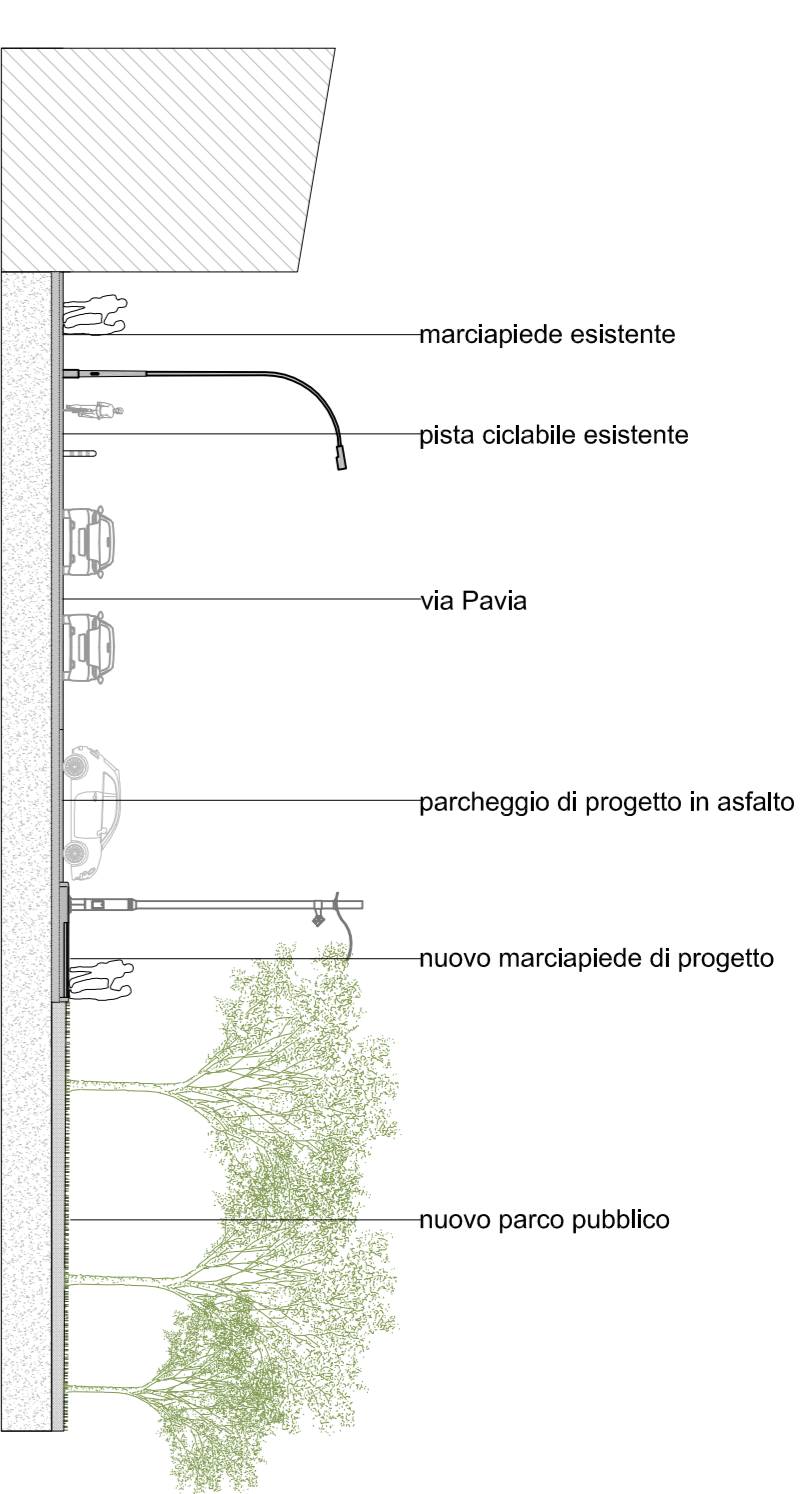 marciapiede esistente
pista ciclabile esistente
via Pavia
parcheggio di progetto in asfalto
nuovo marciapiede di progetto
nuovo parco pubblico